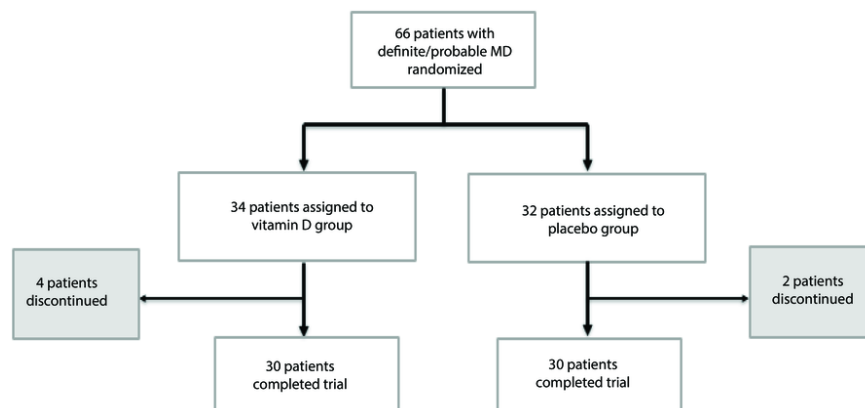 66 patients with
definite/probable MD
randomized
34 patients assigned to
vitamin D group
32 patients assigned to
placebo group
4 patients
discontinued
2 patients
discontinued
30 patients
completed trial
30 patients
completed trial